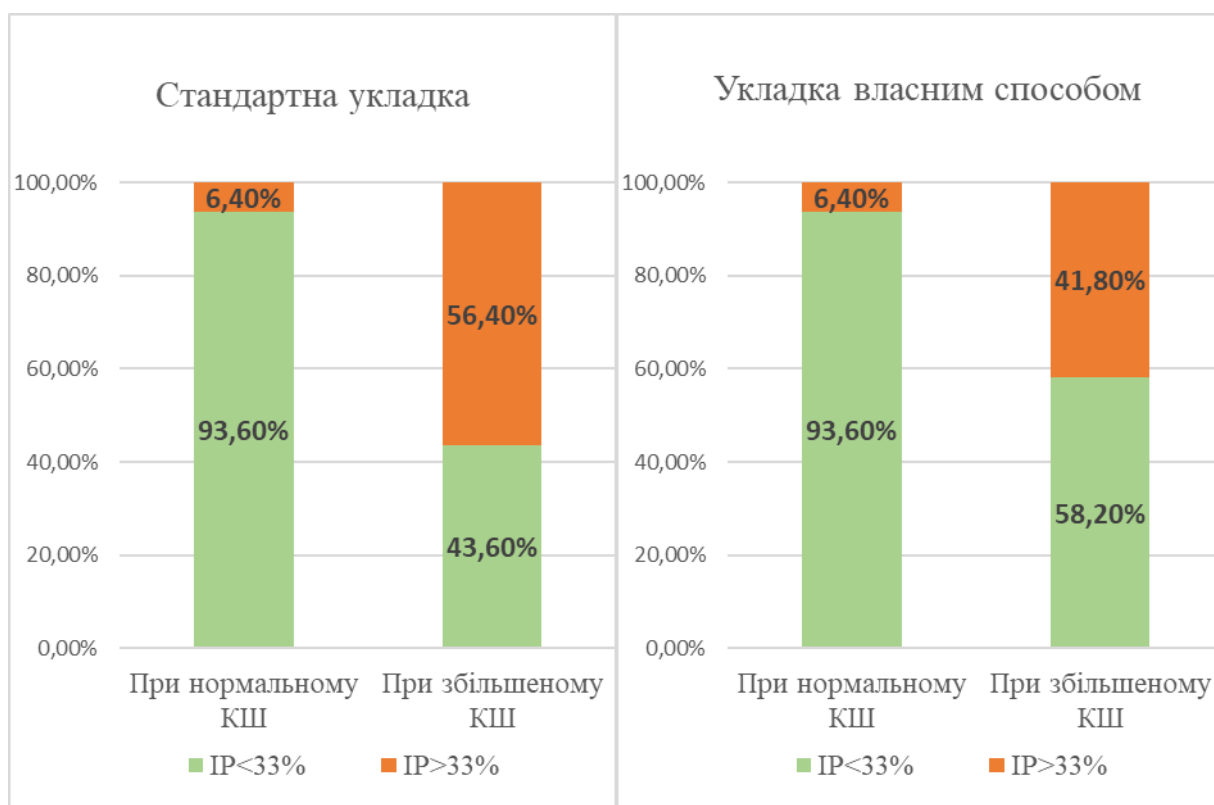 Стандартна укладка
100,00%
80,00%
60,00%
40,00%
20,00%
0,00%
6,40%
93,60%
56,40%
43,60%
При нормальному
КШ
При збільшеному
КШ
IP<33%
IP>33%
Укладка власним способом
100,00%
80,00%
60,00%
40,00%
20,00%
0,00%
6,40%
93,60%
41,80%
58,20%
При нормальному
КШ
При збільшеному
КШ
IP<33%
IP>33%